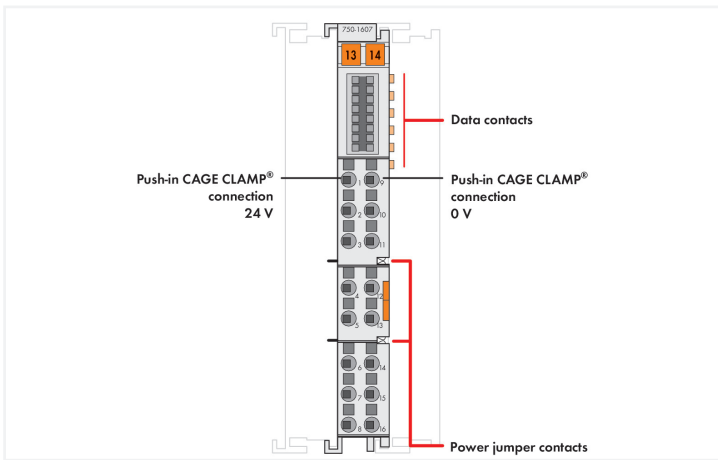 750-1607
13 14
Data contacts
Push-in CAGE CLAMP®
connection
24 V
Push-in CAGE CLAMP®
connection
0 V
1 9
2 10
3 11
4 12
5 13
6 14
7 15
8 16
Power jumper contacts